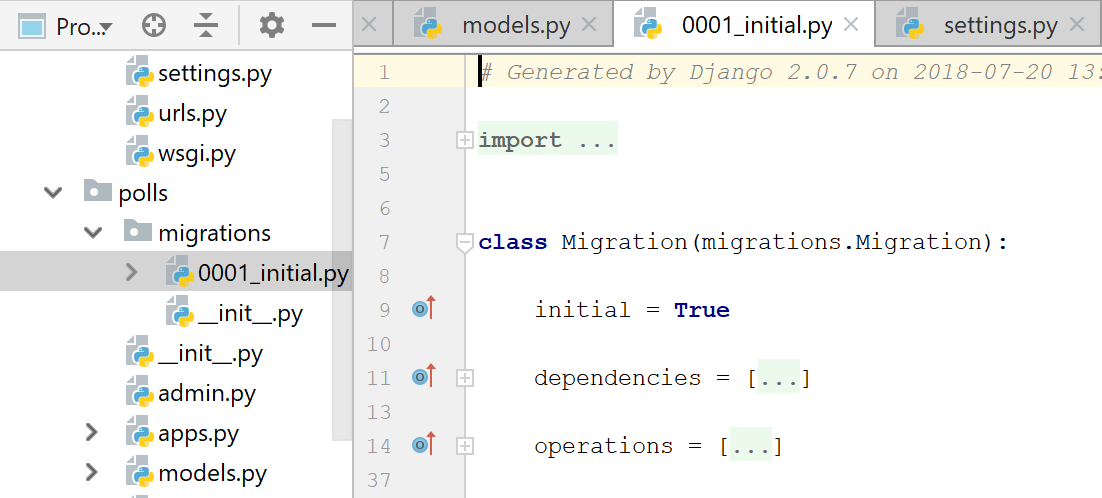 Pro...
settings.py
urls.py
wsgi.py
polls
migrations
0001_initial.py
__init__.py
__init__.py
admin.py
apps.py
models.py
models.py 0001_initial.py settings.py
1 # Generated by Django 2.0.7 on 2018-07-20 13:
2
3 import ...
5
6
7 class Migration(migrations.Migration):
8
9 initial = True
10
11 dependencies = [...]
13
14 operations = [...]
37